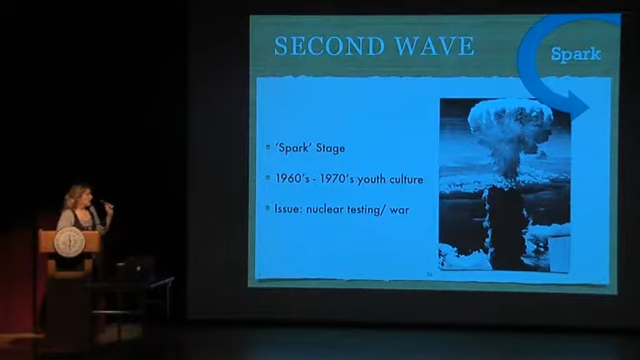 SECOND WAVE
Spark
'Spark' Stage
1960's - 1970's youth culture
Issue: nuclear testing/ war